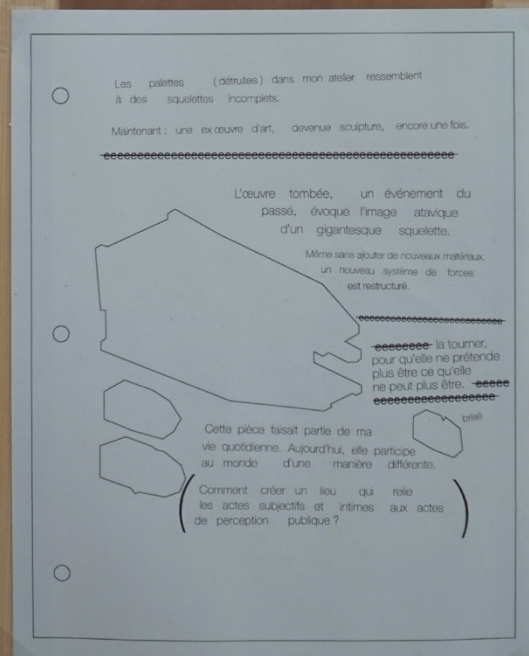 Les palettes (détruites) dans mon atelier ressemblent
à des squelettes incomplets.
Maintenant : une ex œuvre d'art, devenue sculpture, encore une fois.
eeeeeeeeeeeeeeeeeeeeeeeeeeeeeeeeeeeeeeeeeeeeeeeeee
L'œuvre tombée, un événement du
passé, évoque l'image atavique
d'un gigantesque squelette.
Même sans ajouter de nouveaux matériaux,
un nouveau système de forces
est restructuré.
eeeeeeeeeeeeeeeeeeeeeeeeeeee
eeeeeeee la tourner,
pour qu'elle ne prétende
plus être ce qu'elle
ne peut plus être. eeeee
eeeeeeeeeeeeeeeeee
brisé
Cette pièce faisait partie de ma
vie quotidienne. Aujourd'hui, elle participe
au monde d'une manière différente.
(Comment créer un lieu qui relie
les actes subjectifs et intimes aux actes
de perception publique ?)